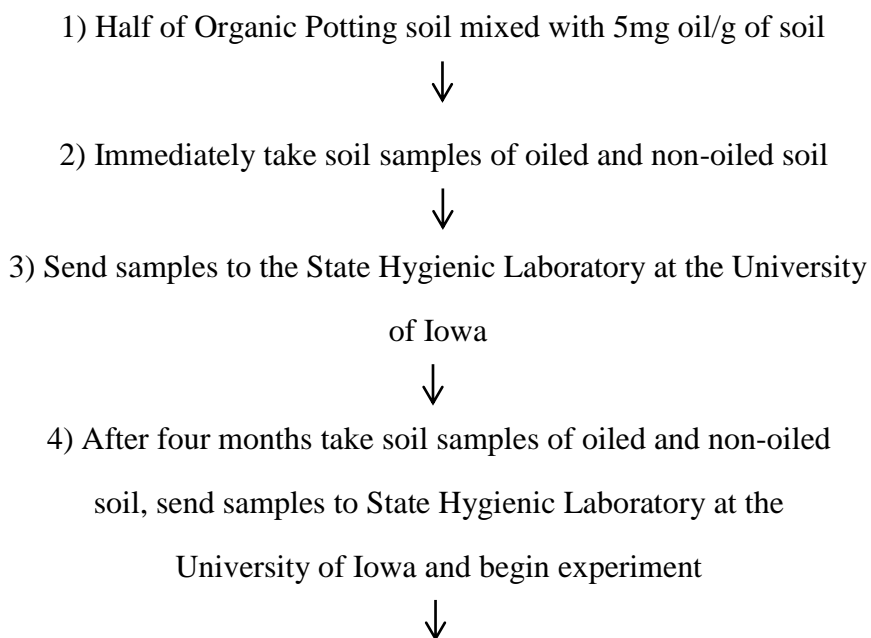 1) Half of Organic Potting soil mixed with 5mg oil/g of soil
2) Immediately take soil samples of oiled and non-oiled soil
3) Send samples to the State Hygienic Laboratory at the University
of Iowa
4) After four months take soil samples of oiled and non-oiled
soil, send samples to State Hygienic Laboratory at the
University of Iowa and begin experiment